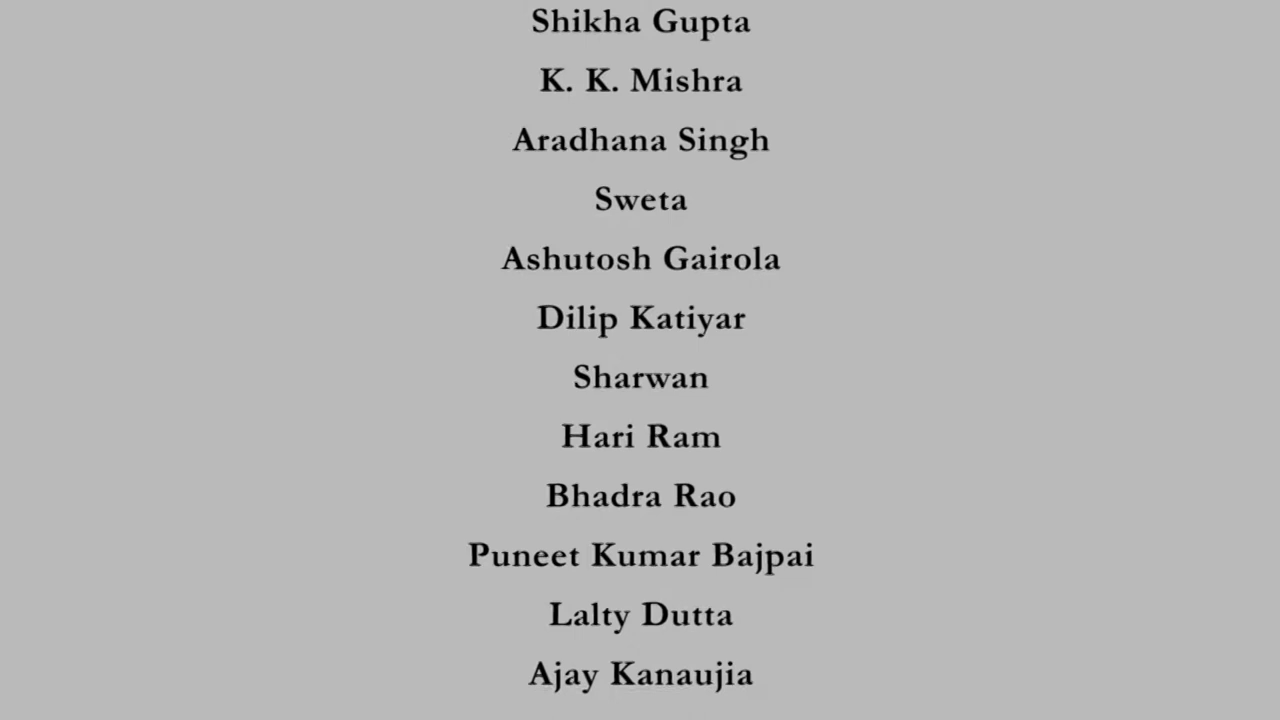 Shikha Gupta
K. K. Mishra
Aradhana Singh
Sweta
Ashutosh Gairola
Dilip Katiyar
Sharwan
Hari Ram
Bhadra Rao
Puneet Kumar Bajpai
Lalty Dutta
Ajay Kanaujia